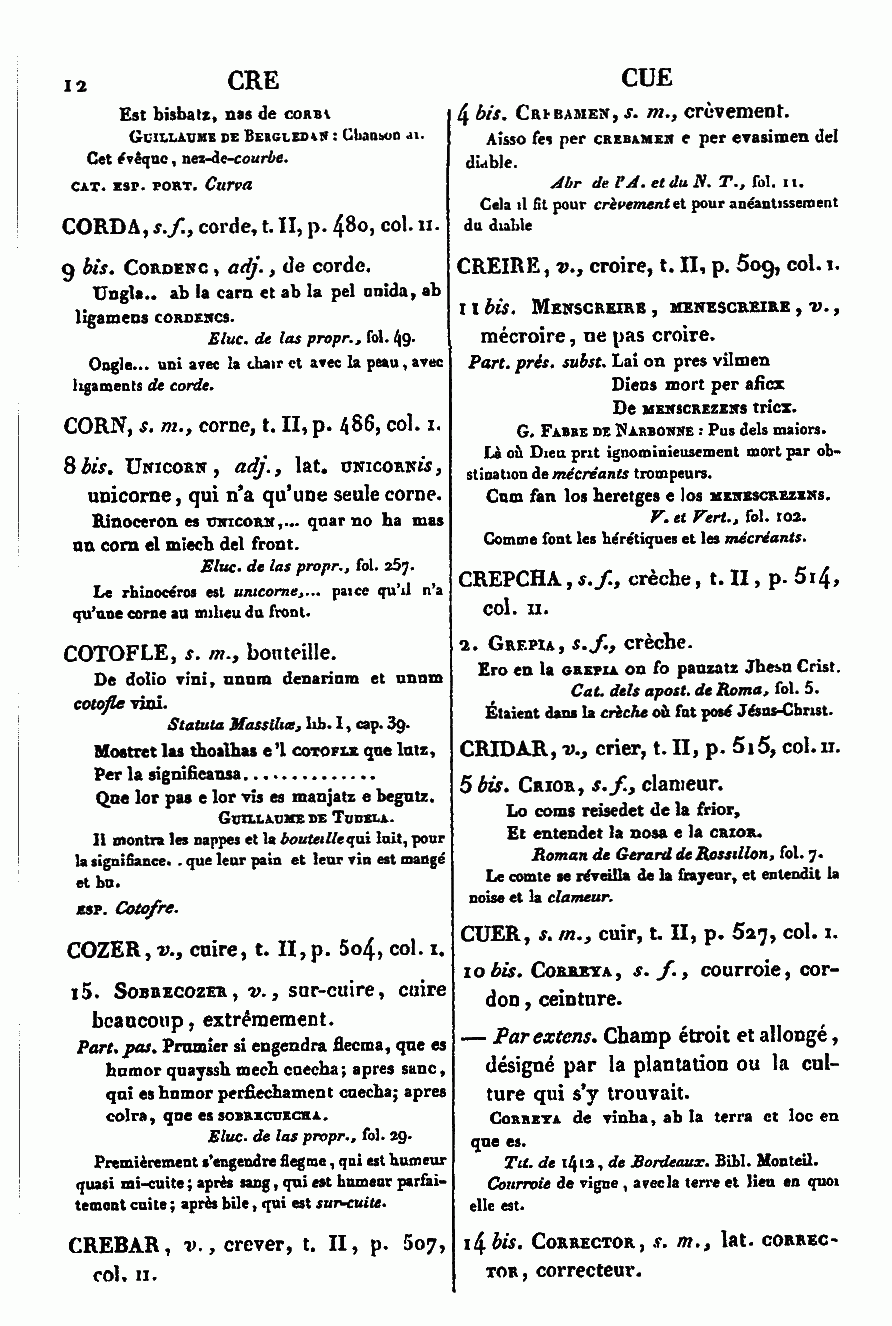 12 CRE CUE
Est bisbatz, nas de CORBA
GUILLAUME DE BERGLEDAN : Chanson
Cet évêque, nez-de-courbe.
CAT. ESP. PORT. Curva
CORDA, s. f., corde, t. II, p. 480, col. II.
9 bis. CORDENC, adj., de corde.
Ungla.. ab la carn et ab la pel unida, ab
ligamens CORDENCS.
Eluc. de las propr., fol. 49.
Ongle... uni avec la chair et avec la peau, avec
ligaments de corde.
CORN, s. m., corne, t. II, p. 486, col. I.
8 bis. UNICORN, adj., lat. UNICORNis,
unicorne, qui n'a qu'une seule corne.
Rinoceron es UNICORN,... quar no ha mas
un corn el miech del front.
Eluc. de las propr., fol. 257.
Le rhinocéros est unicorne,... parce qu'il n'a
qu'une corne au milieu du front.
COTOFLE, s. m., bouteille.
De dolio vini, unum denarium et unum
cotofle vini.
Statuta Massiliæ, lib. I, cap. 39.
Mostret las thoalhas e 'l COTOFLE que lutz,
Per la significansa..............
Que lor pas e lor vis es manjatz e begutz.
GUILLAUME DE TUDELA.
Il montra les nappes et la bouteille qui luit, pour
la signifiance. . que leur pain et leur vin est mangé
et bu.
ESP. Cotofre.
COZER, v., cuire, t. II, p. 504, col. I.
15. SOBRECOZER, v., sur-cuire, cuire
beaucoup, extrêmement.
Part. pas. Prumier si engendra flecma, que es
humor quayssh mech cuecha; apres sanc,
qui es humor perfiechament cuecha; apres
colra, que es SOBRECUECHA.
Eluc. de las propr., fol. 29.
Premièrement s'engendre flegme, qui est humeur
quasi mi-cuite; après sang, qui est humeur parfai-
tement cuite; après bile, qui est sur-cuite.
CREBAR, v., crever, t. II, p. 507,
col. II.
4 bis. CREBAMEN, s. m., crèvement.
Aisso fes per CREBAMEN e per evasimen del
diable.
Abr de l'A. et du N. T., fol. 11.
Cela il fit pour crèvement et pour anéantissement
du diable
CREIRE, v., croire, t. II, p. 509, col. I.
11 bis. MENSCREIRE, MENESCREIRE, v.,
mécroire, ne pas croire.
Part. prés. subst. Lai on pres vilmen
Dieus mort per aficx
De MENSCREZENS tricx.
G. FABRE DE NARBONNE : Pus dels maiors.
Là où Dieu prit ignominieusement mort par ob-
stination de mécréants trompeurs.
Cum fan los heretges e los MENESCREZENS.
V. et Vert., fol. 102.
Comme font les hérétiques et les mécréants.
CREPCHA, s. f., crèche, t. II, p. 514,
col. II.
2. GREPIA, s. f., crèche.
Ero en la GREPIA on fo pauzatz Jhesu Crist.
Cat. dels apost. de Roma, fol. 5.
Étaient dans la crèche où fut posé Jésus-Christ.
CRIDAR, v., crier, t. II, p. 515, col. II.
5 bis. CRIOR, s. f., clameur.
Lo coms reisedet de la frior,
Et entendet la nosa e la CRIOR.
Roman de Gerard de Rossillon, fol. 7.
Le comte se réveilla de la frayeur, et entendit la
noise et la clameur.
CUER, s. m., cuir, t. II, p. 527, col. I.
10 bis. CORREYA, s. f., courroie, cor-
don, ceinture.
— Par extens. Champ étroit et allongé,
désigné par la plantation ou la cul-
ture qui s'y trouvait.
CORREYA de vinha, ab la terra et loc en
que es.
Tit. de 1412, de Bordeaux. Bibl. Monteil.
Courroie de vigne, avec la terre et lieu en quoi
elle est.
14 bis. CORRECTOR, s. m., lat. CORREC-
TOR, correcteur.